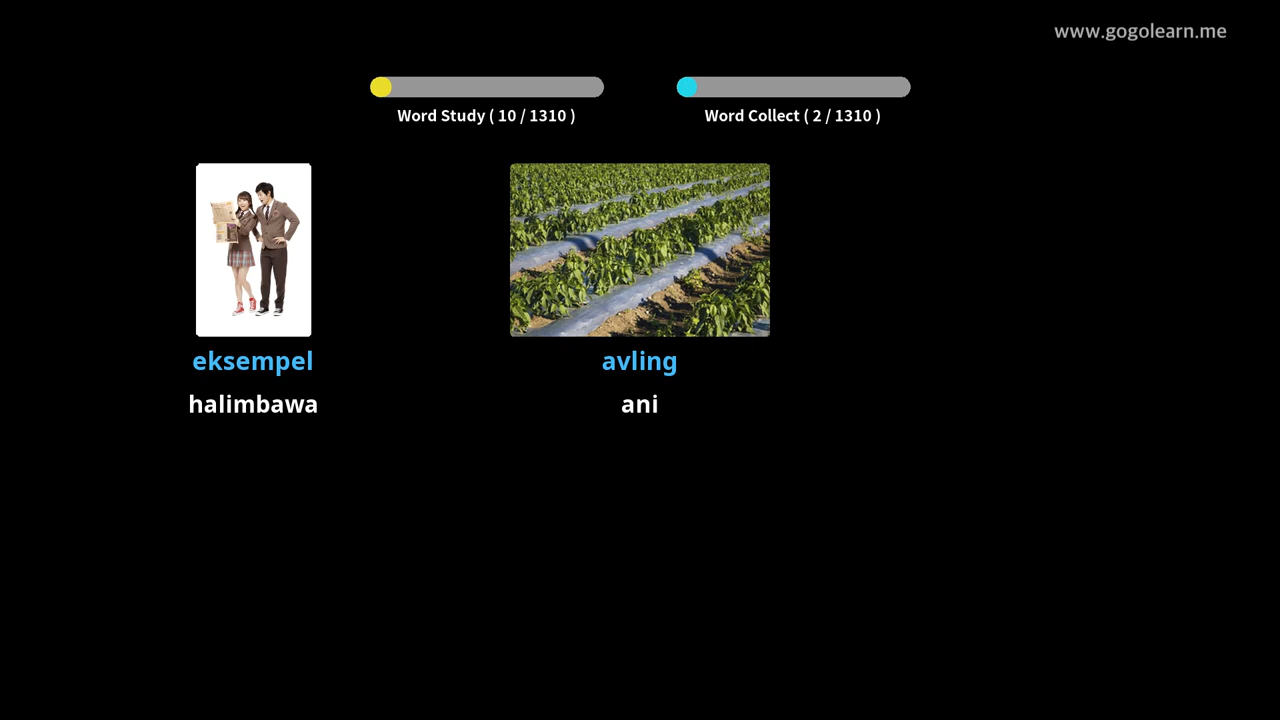 www.gogolearn.me
Word Study ( 10 / 1310 )
Word Collect ( 2 / 1310 )
eksempel
avling
halimbawa
ani